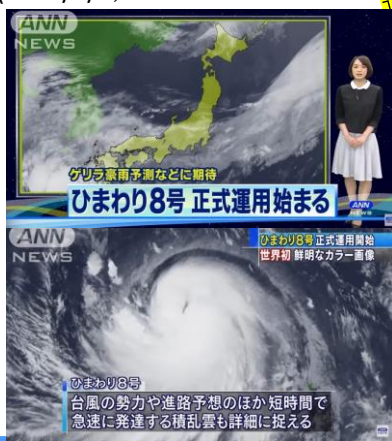 ANN
NEWS
ゲリラ豪雨予測などに期待
ひまわり8号 正式運用始まる
ANN
NEWS
ANN
NEWS
ひまわり8号 正式運用開始
世界初 鮮明なカラー画像
ひまわり8号
台風の勢力や進路予想のほか短時間で
急速に発達する積乱雲も詳細に捉える